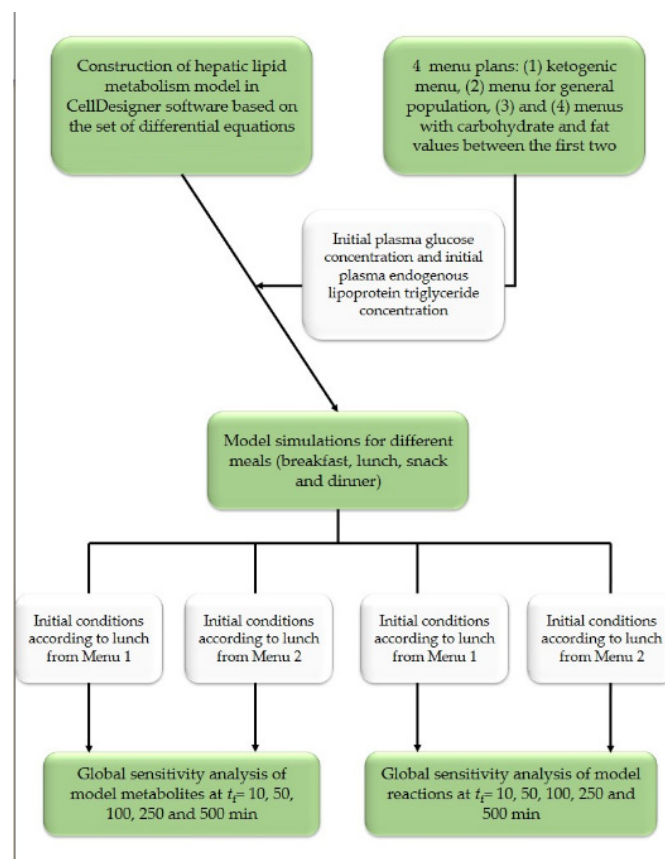 Construction of hepatic lipid
metabolism model in
CellDesigner software based on
the set of differential equations
4 menu plans: (1) ketogenic
menu, (2) menu for general
population, (3) and (4) menus
with carbohydrate and fat
values between the first two
Initial plasma glucose
concentration and initial
plasma endogenous
lipoprotein triglyceride
concentration
Model simulations for different
meals (breakfast, lunch, snack
and dinner)
Initial conditions
according to lunch
from Menu 1
Initial conditions
according to lunch
from Menu 2
Initial conditions
according to lunch
from Menu 1
Initial conditions
according to lunch
from Menu 2
Global sensitivity analysis of
model metabolites at tf= 10, 50,
100, 250 and 500 min
Global sensitivity analysis of model
reactions at tf= 10, 50, 100, 250 and
500 min